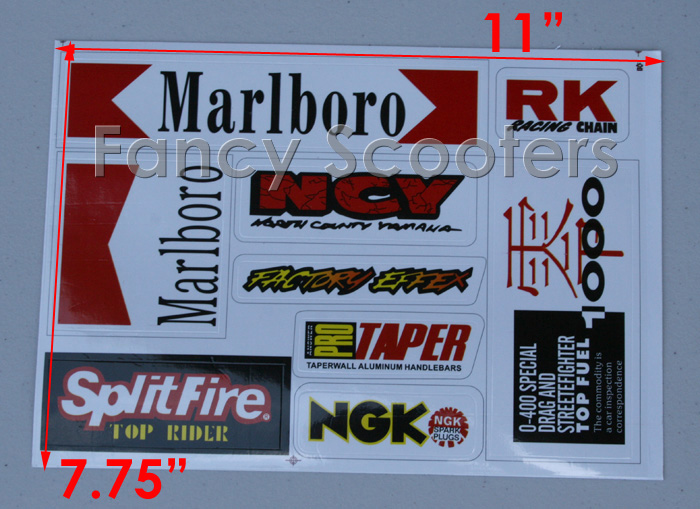 11”
Marlboro
RK
RACING CHAIN
Fancy Scooters
Marlboro
NCY
NORTH COUNTY YAMAHA
FACTORY EFFEX
ANSWER
PRO TAPER
TAPERWALL ALUMINUM HANDLEBARS
SplitFire®
TOP RIDER
NGK
NGK
SPARK
PLUGS
零
1000
Q-400 SPECIAL
DRAG AND
STREETFIGHTER
TOP FUEL
The commodity is
a car inspection
correspondence
7.75”